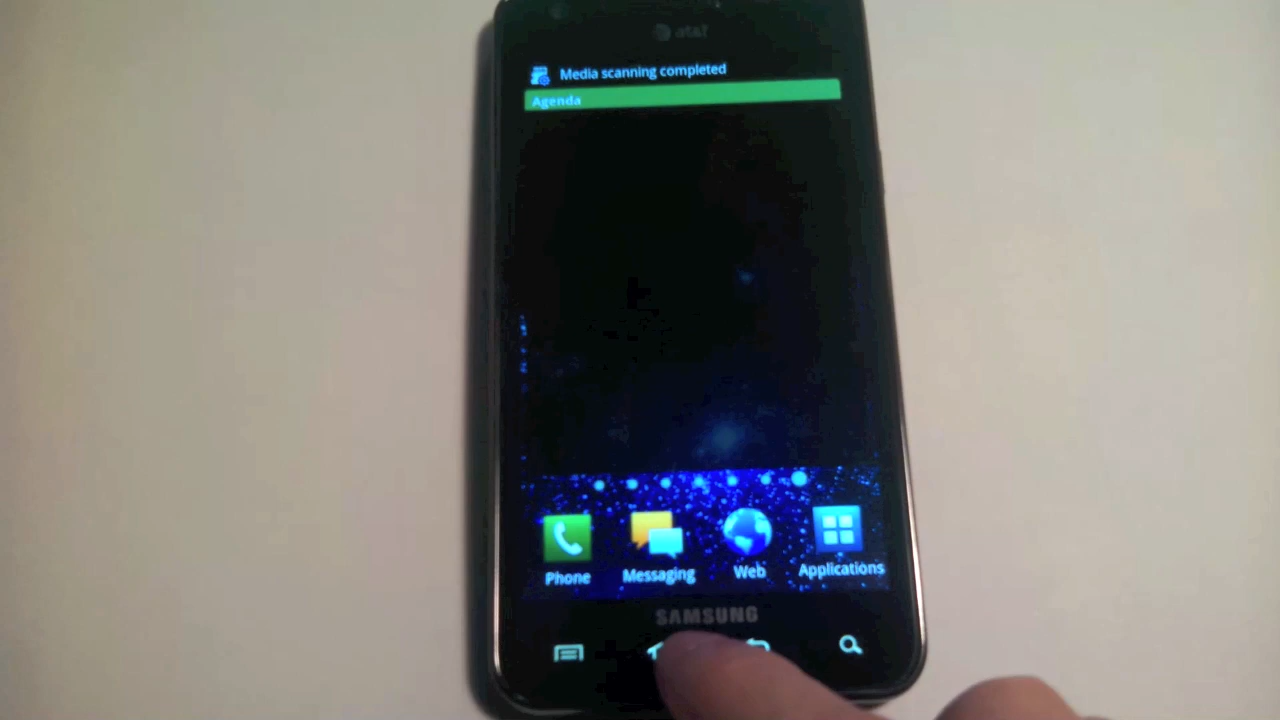 at&t
Media scanning completed
Agenda
Phone Messaging Web Applications
SAMSUNG